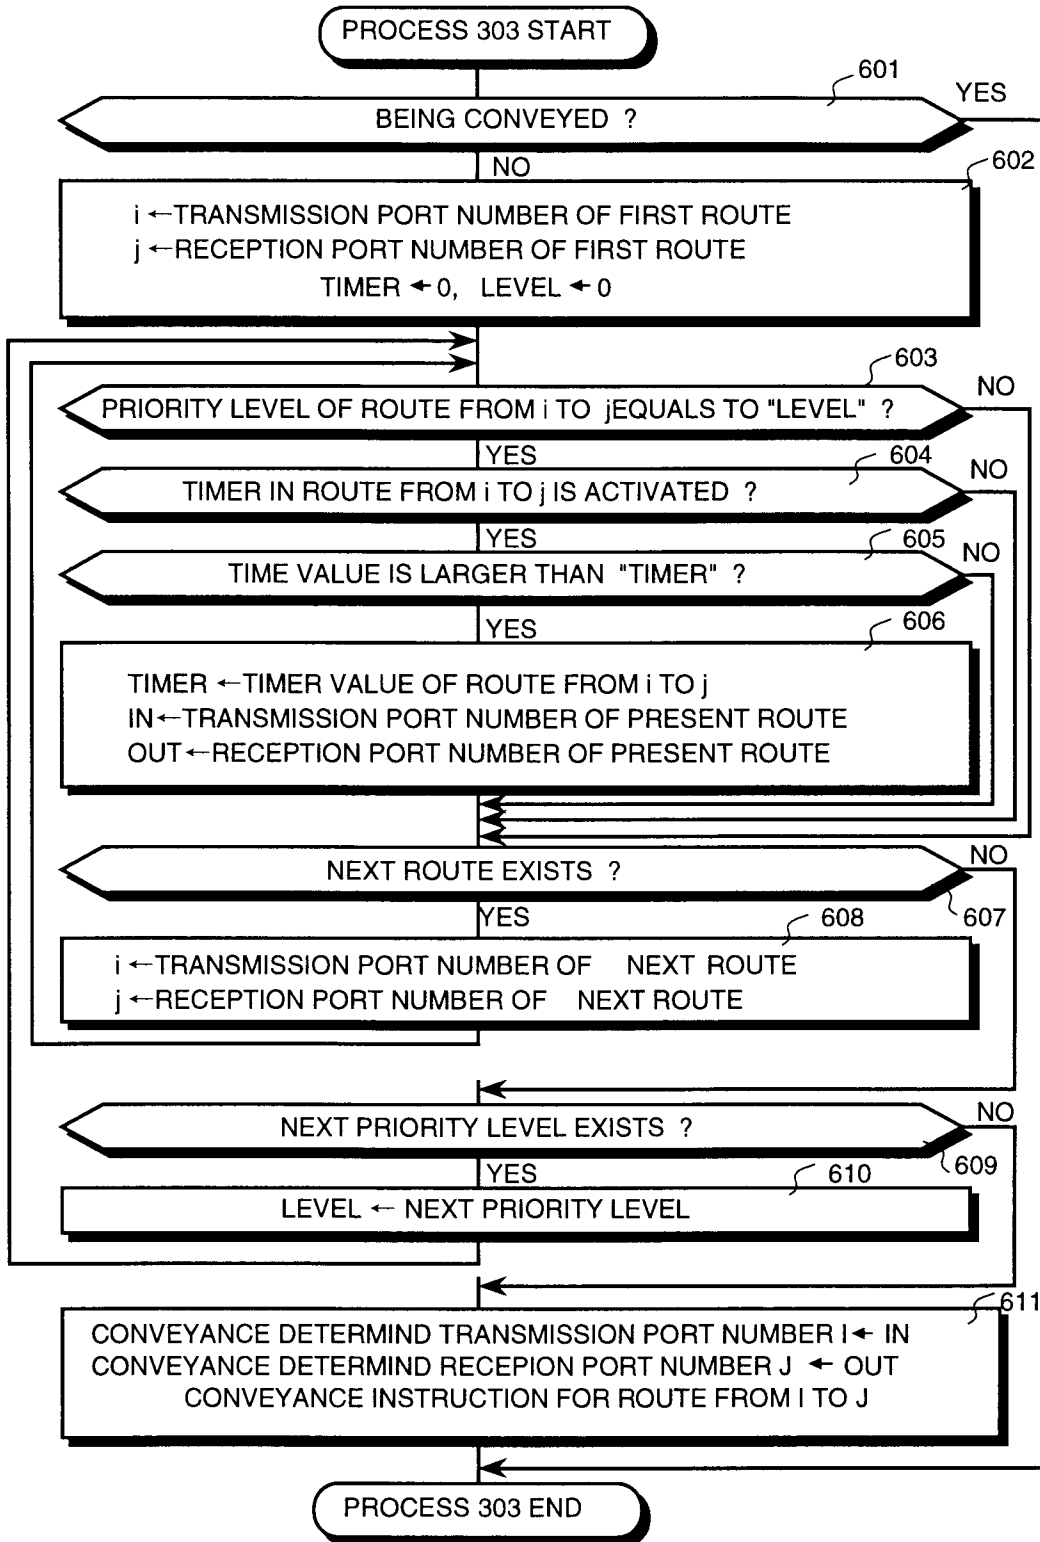 PROCESS 303 START
601
YES
BEING CONVEYED ?
NO
602
i ←TRANSMISSION PORT NUMBER OF FIRST ROUTE
j ←RECEPTION PORT NUMBER OF FIRST ROUTE
TIMER ← 0, LEVEL ← 0
603
NO
PRIORITY LEVEL OF ROUTE FROM i TO jEQUALS TO "LEVEL" ?
YES
604
NO
TIMER IN ROUTE FROM i TO j IS ACTIVATED ?
YES
605
NO
TIME VALUE IS LARGER THAN "TIMER" ?
YES
606
TIMER ←TIMER VALUE OF ROUTE FROM i TO j
IN←TRANSMISSION PORT NUMBER OF PRESENT ROUTE
OUT←RECEPTION PORT NUMBER OF PRESENT ROUTE
NO
NEXT ROUTE EXISTS ?
607
YES
608
i ←TRANSMISSION PORT NUMBER OF NEXT ROUTE
j ←RECEPTION PORT NUMBER OF NEXT ROUTE
NO
NEXT PRIORITY LEVEL EXISTS ?
609
YES
610
LEVEL ← NEXT PRIORITY LEVEL
611
CONVEYANCE DETERMIND TRANSMISSION PORT NUMBER I← IN
CONVEYANCE DETERMIND RECEPION PORT NUMBER J ← OUT
CONVEYANCE INSTRUCTION FOR ROUTE FROM I TO J
PROCESS 303 END